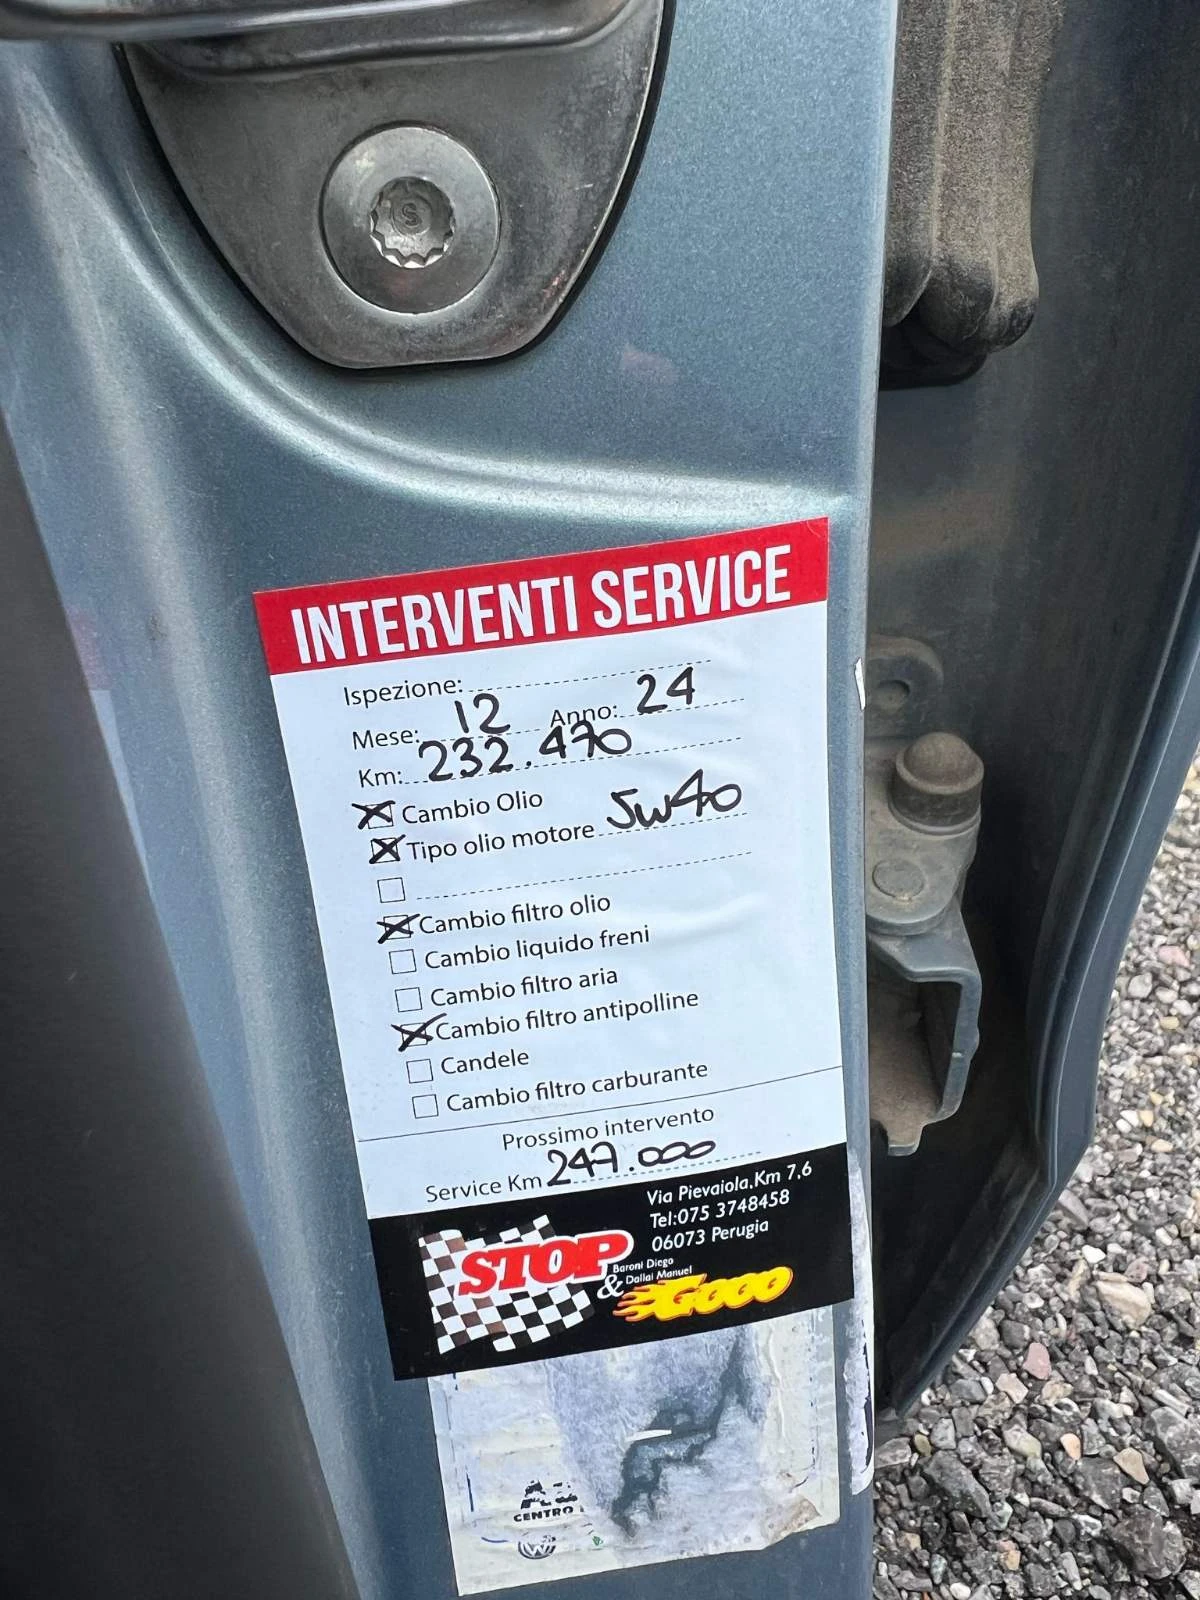 S
INTERVENTI SERVICE
Ispezione:
Mese: 12 Anno: 24
Km: 232.470
Cambio Olio
Tipo olio motore 5w40
Cambio filtro olio
Cambio liquido freni
Cambio filtro aria
Cambio filtro antipolline
Candele
Cambio filtro carburante
Prossimo intervento
Service Km 247.000
Via Pievaiola,Km 7,6
Tel:075 3748458
06073 Perugia
STOP
Baroni Diego
& Dallai Manuel
Gooo
CENTRO